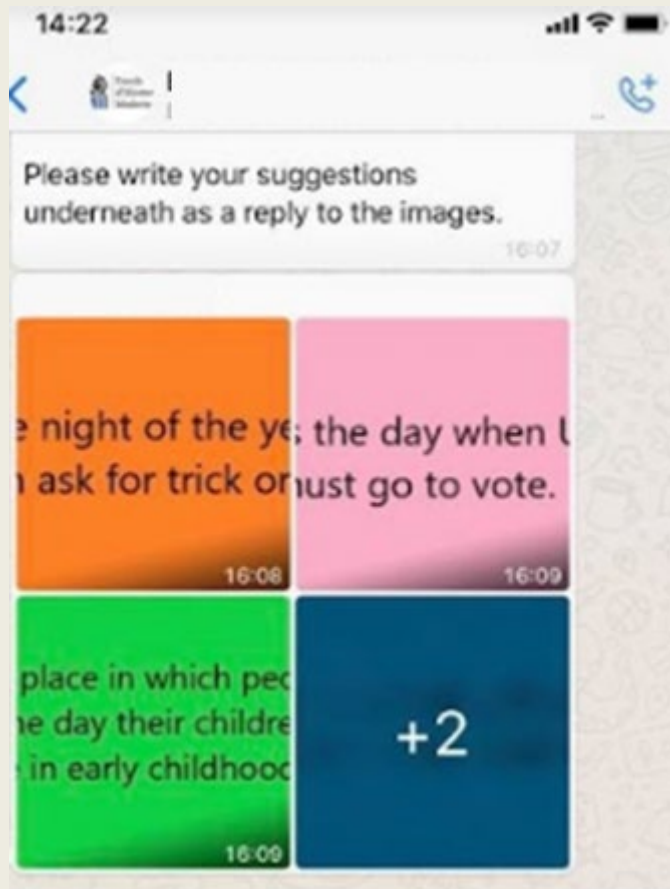 14:22
Please write your suggestions
underneath as a reply to the images.
16:07
e night of the ye
ask for trick or
16:08
the day when U
ust go to vote.
16:09
place in which peo
e day their childre
in early childhood
16:09
+2